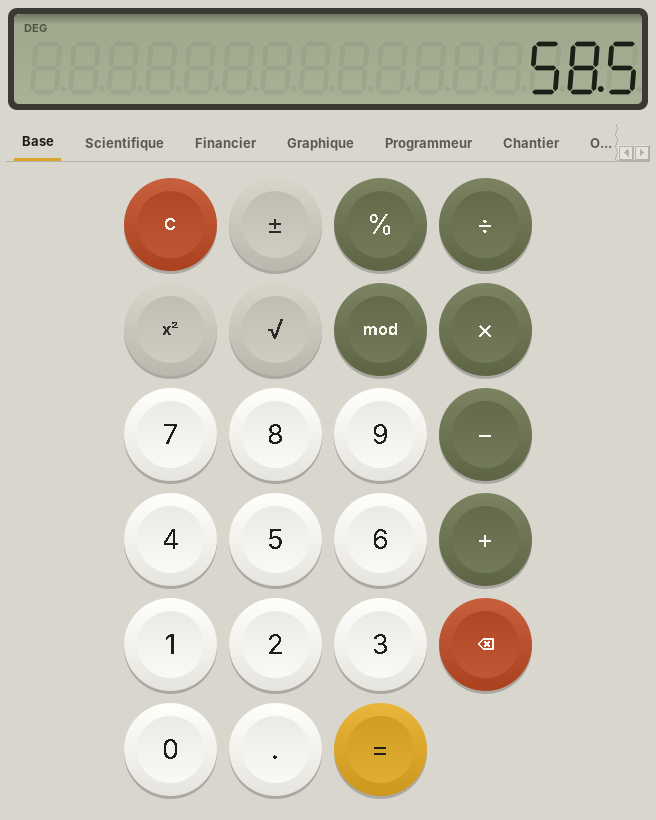 DEG
58.5
Base Scientifique Financier Graphique Programmeur Chantier O...
C ± % ÷
x² √ mod ×
7 8 9 −
4 5 6 +
1 2 3
0 . =